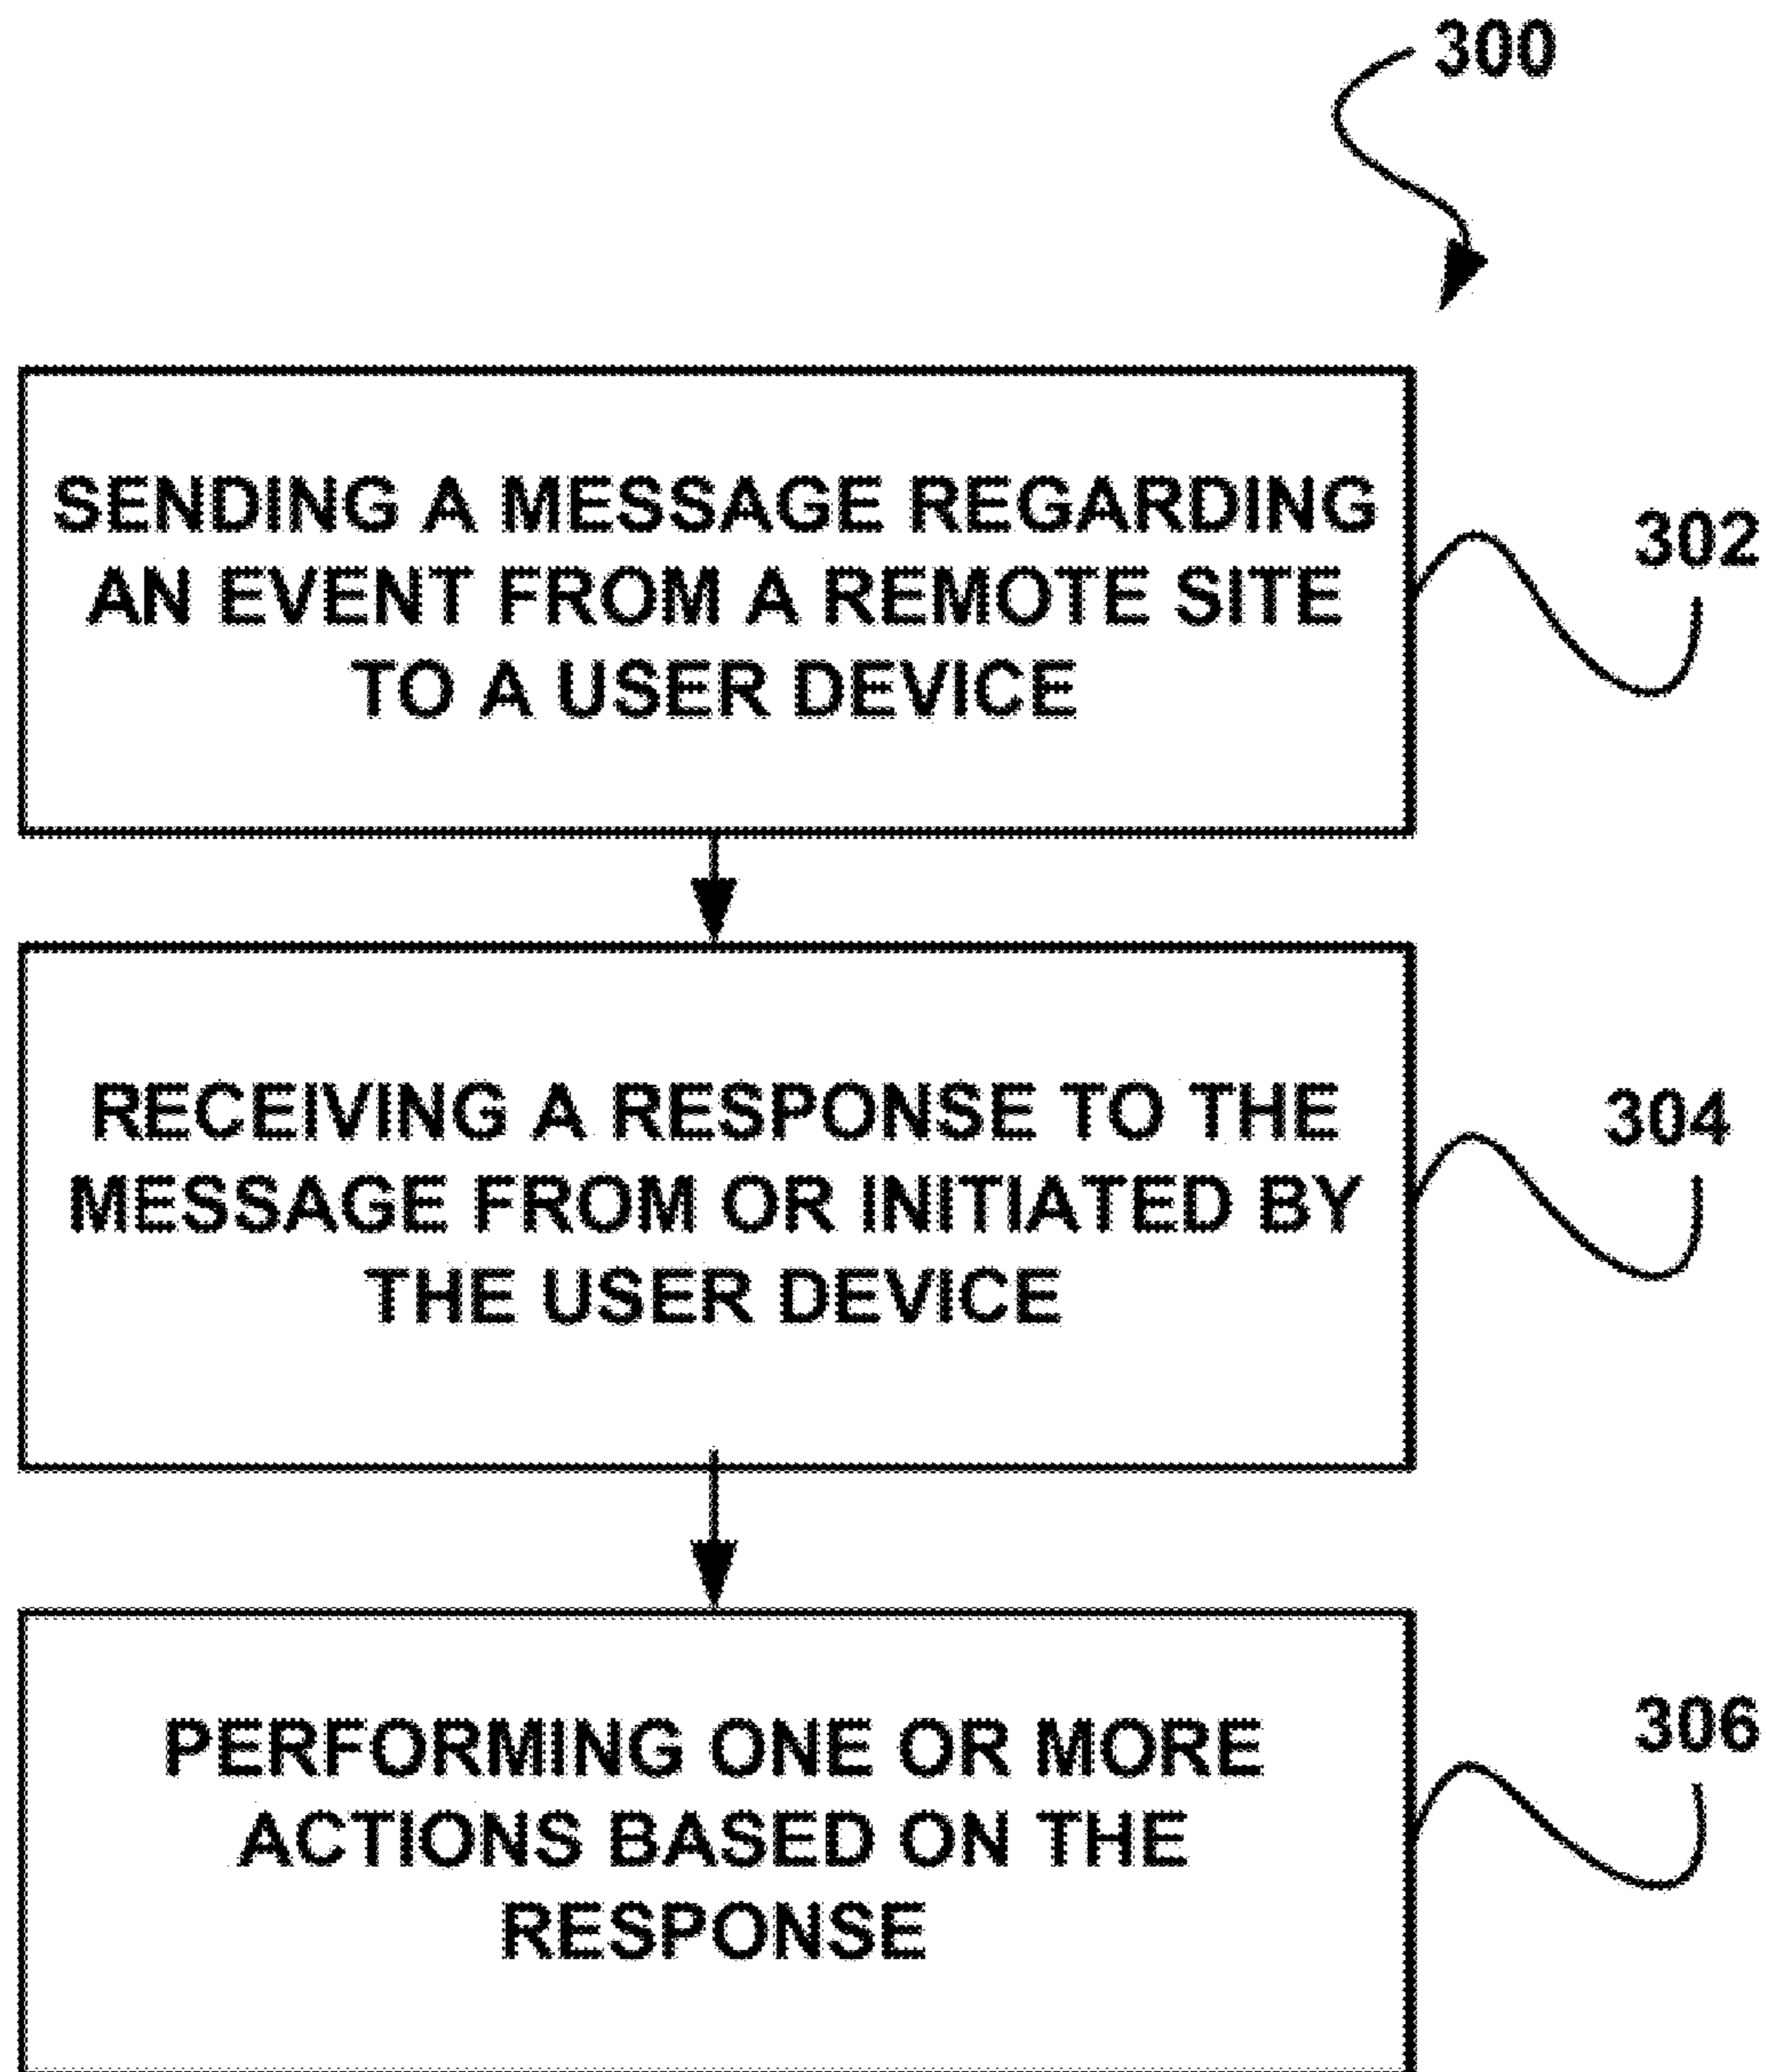 300
SENDING A MESSAGE REGARDING
AN EVENT FROM A REMOTE SITE
TO A USER DEVICE
302
RECEIVING A RESPONSE TO THE
MESSAGE FROM OR INITIATED BY
THE USER DEVICE
304
PERFORMING ONE OR MORE
ACTIONS BASED ON THE
RESPONSE
306